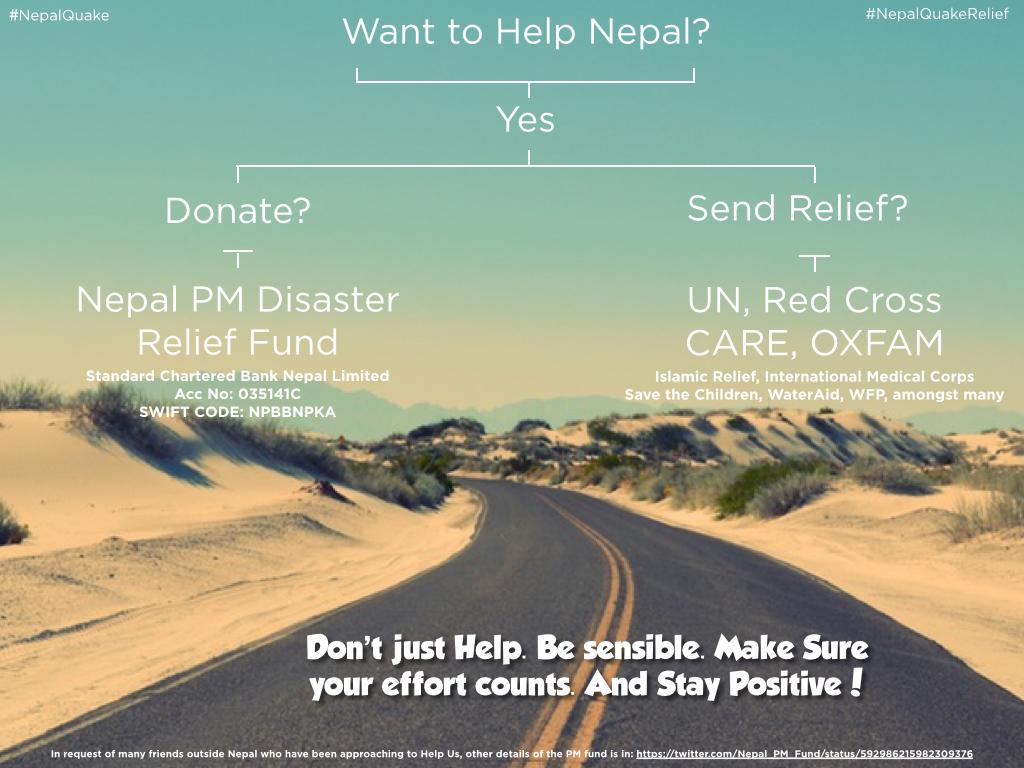 #NepalQuake
#NepalQuakeRelief
Want to Help Nepal?
Yes
Donate?
Send Relief?
Nepal PM Disaster
Relief Fund
Standard Chartered Bank Nepal Limited
Acc No: 035141C
SWIFT CODE: NPBBNPKA
UN, Red Cross
CARE, OXFAM
Islamic Relief, International Medical Corps
Save the Children, WaterAid, WFP, amongst many
Don't just Help. Be sensible. Make Sure
your effort counts. And Stay Positive!
In request of many friends outside Nepal who have been approaching to Help Us, other details of the PM fund is in: https://twitter.com/Nepal_PM_Fund/status/592986215982309376